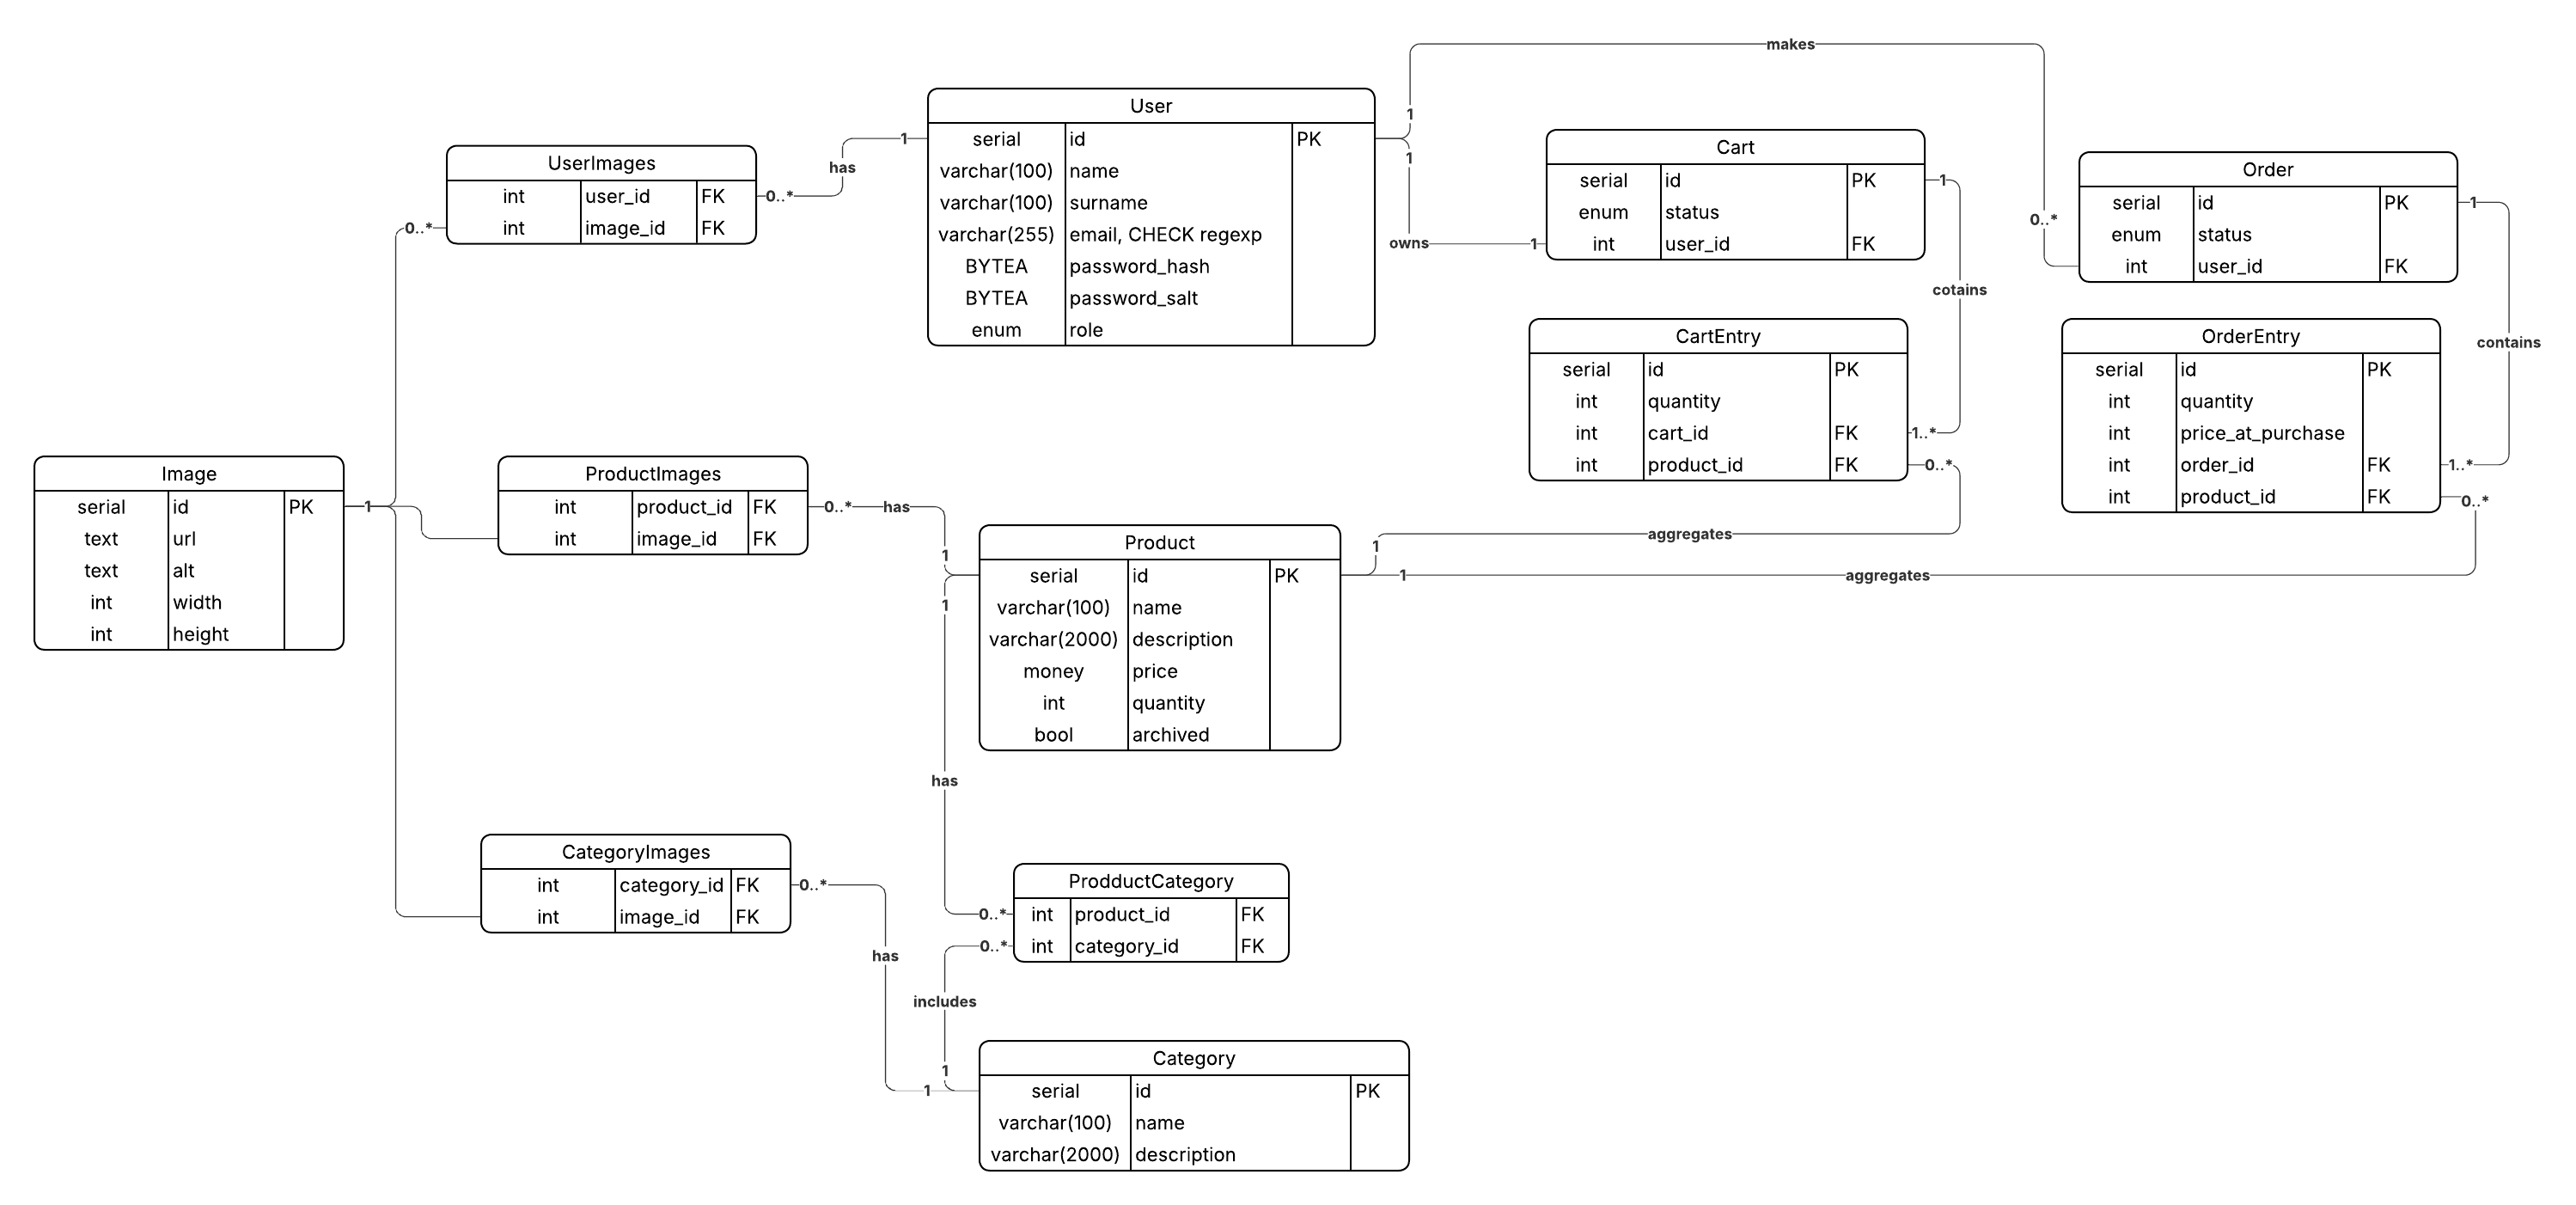 makes
1
1
owns
1
User
serial id PK
varchar(100) name
varchar(100) surname
varchar(255) email, CHECK regexp
BYTEA password_hash
BYTEA password_salt
enum role
1
has
0..*
UserImages
int user_id FK
int image_id FK
0..*
Cart
serial id PK
enum status
int user_id FK
1
cotains
1..*
CartEntry
serial id PK
int quantity
int cart_id FK
int product_id FK
0..*
aggregates
1
0..*
Order
serial id PK
enum status
int user_id FK
1
contains
1..*
OrderEntry
serial id PK
int quantity
int price_at_purchase
int order_id FK
int product_id FK
0..*
aggregates
1
Image
serial id PK
text url
text alt
int width
int height
1
ProductImages
int product_id FK
int image_id FK
0..*
has
1
1
Product
serial id PK
varchar(100) name
varchar(2000) description
money price
int quantity
bool archived
has
0..*
CategoryImages
int category_id FK
int image_id FK
0..*
has
1
ProdductCategory
int product_id FK
int category_id FK
0..*
includes
1
Category
serial id PK
varchar(100) name
varchar(2000) description